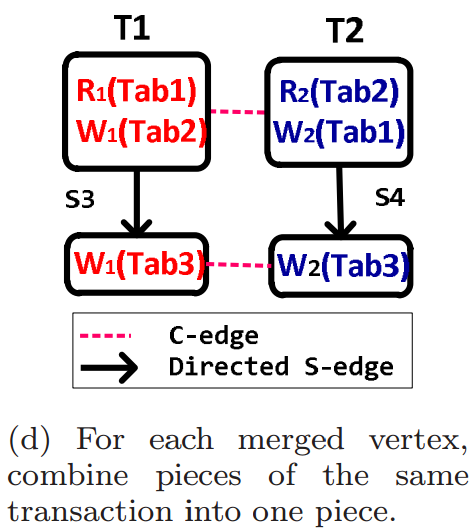 T1 T2
R1(Tab1) R2(Tab2)
W1(Tab2) W2(Tab1)
S3 S4
W1(Tab3) W2(Tab3)
C-edge
Directed S-edge
(d) For each merged vertex,
combine pieces of the same
transaction into one piece.